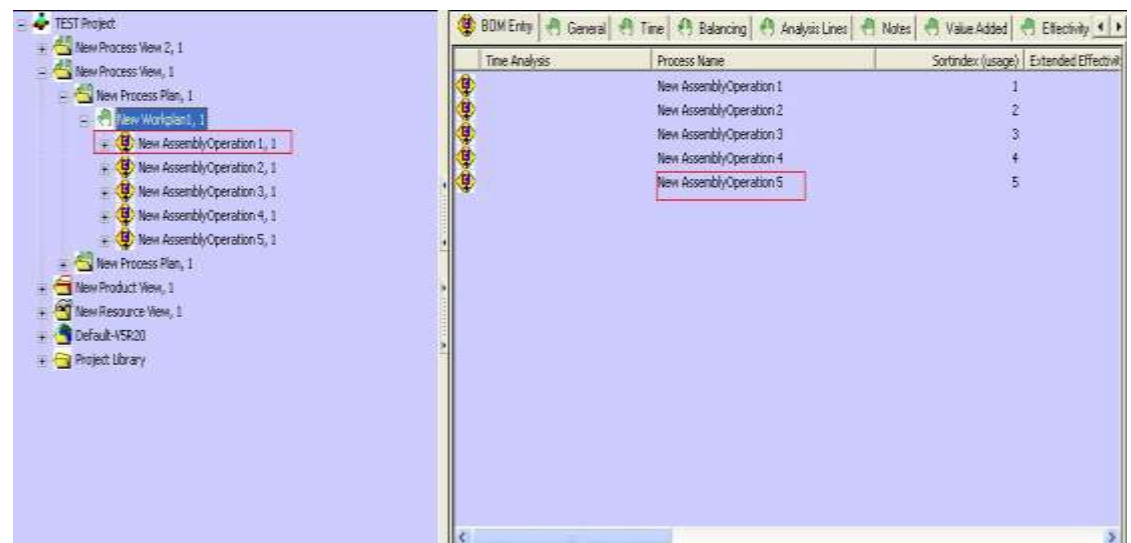 TEST Project
New Process View 2, 1
New Process View, 1
New Process Plan, 1
New Workplan1, 1
New AssemblyOperation 1, 1
New AssemblyOperation 2, 1
New AssemblyOperation 3, 1
New AssemblyOperation 4, 1
New AssemblyOperation 5, 1
New Process Plan, 1
New Product View, 1
New Resource View, 1
Default-V5R20
Project Library
BOM Entry General Time Balancing Analysis Lines Notes Value Added Effectivity
Time Analysis Process Name Sortindex (usage) Extended Effectivit
New AssemblyOperation 1 1
New AssemblyOperation 2 2
New AssemblyOperation 3 3
New AssemblyOperation 4 4
New AssemblyOperation 5 5